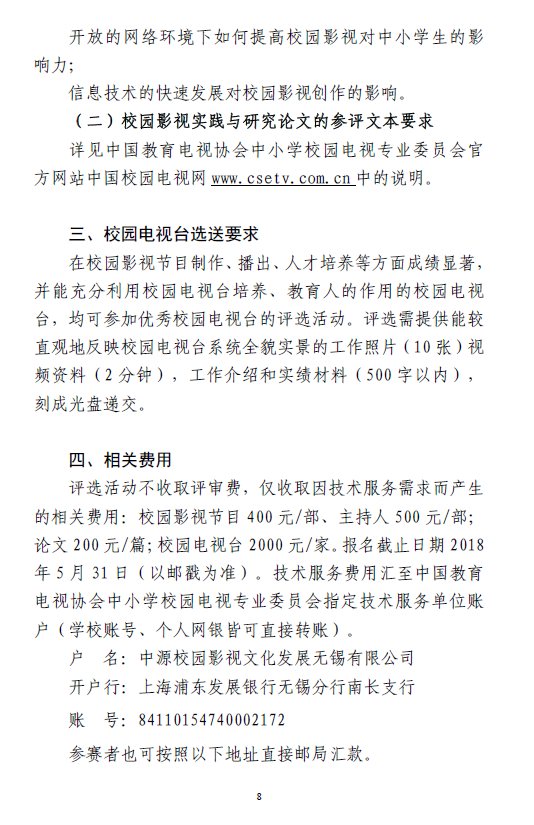 开放的网络环境下如何提高校园影视对中小学生的影
响力；
信息技术的快速发展对校园影视创作的影响。
（二）校园影视实践与研究论文的参评文本要求
详见中国教育电视协会中小学校园电视专业委员会官
方网站中国校园电视网 www.csetv.com.cn 中的说明。
三、校园电视台选送要求
在校园影视节目制作、播出、人才培养等方面成绩显著，
并能充分利用校园电视台培养、教育人的作用的校园电视
台，均可参加优秀校园电视台的评选活动。评选需提供能较
直观地反映校园电视台系统全貌实景的工作照片（10 张）视
频资料（2 分钟），工作介绍和实绩材料（500 字以内），
刻成光盘递交。
四、相关费用
评选活动不收取评审费，仅收取因技术服务需求而产生
的相关费用：校园影视节目 400 元/部、主持人 500 元/部；
论文 200 元/篇；校园电视台 2000 元/家。报名截止日期 2018
年 5 月 31 日（以邮戳为准）。技术服务费用汇至中国教育
电视协会中小学校园电视专业委员会指定技术服务单位账
户（学校账号、个人网银皆可直接转账）。
户　名：中源校园影视文化发展无锡有限公司
开户行：上海浦东发展银行无锡分行南长支行
账　号：84110154740002172
参赛者也可按照以下地址直接邮局汇款。
8